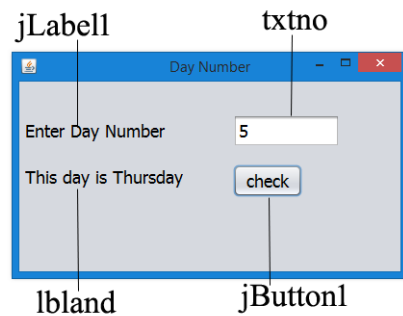 jLabel1 txtno
Day Number
Enter Day Number 5
This day is Thursday check
lbland jButton1